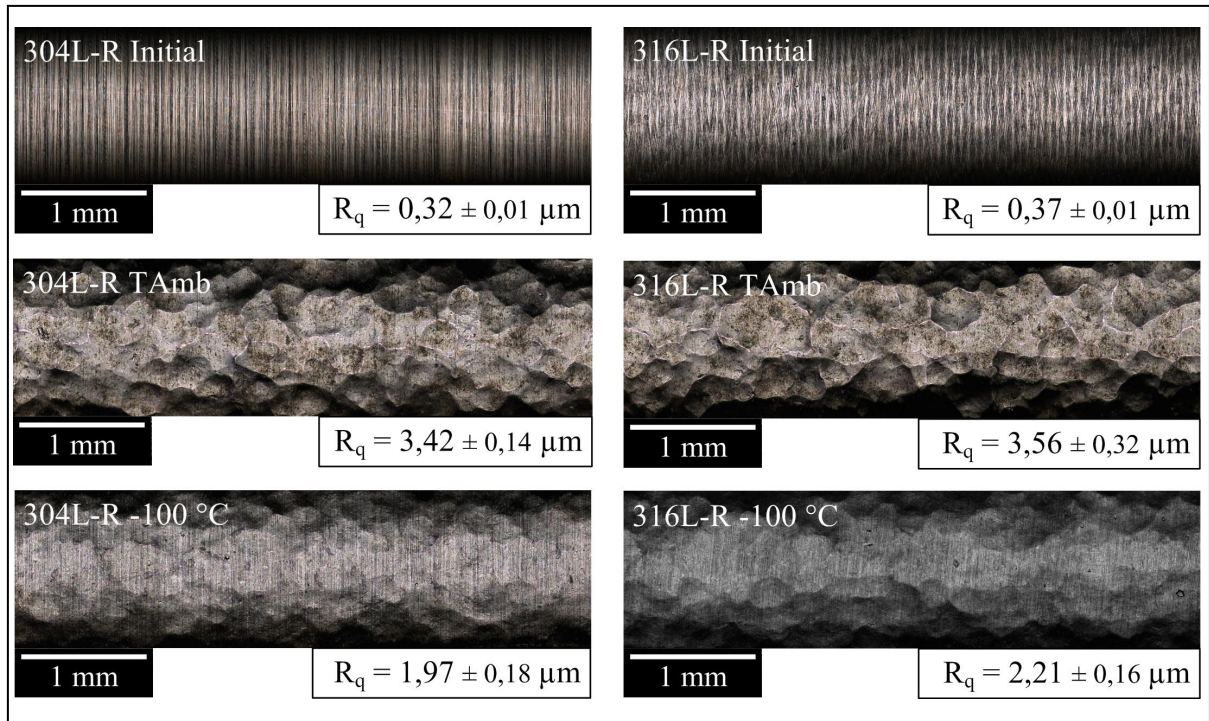 304L-R Initial
1 mm
R_q = 0,32 ± 0,01 µm
316L-R Initial
1 mm
R_q = 0,37 ± 0,01 µm
304L-R TAmb
1 mm
R_q = 3,42 ± 0,14 µm
316L-R TAmb
1 mm
R_q = 3,56 ± 0,32 µm
304L-R -100 °C
1 mm
R_q = 1,97 ± 0,18 µm
316L-R -100 °C
1 mm
R_q = 2,21 ± 0,16 µm